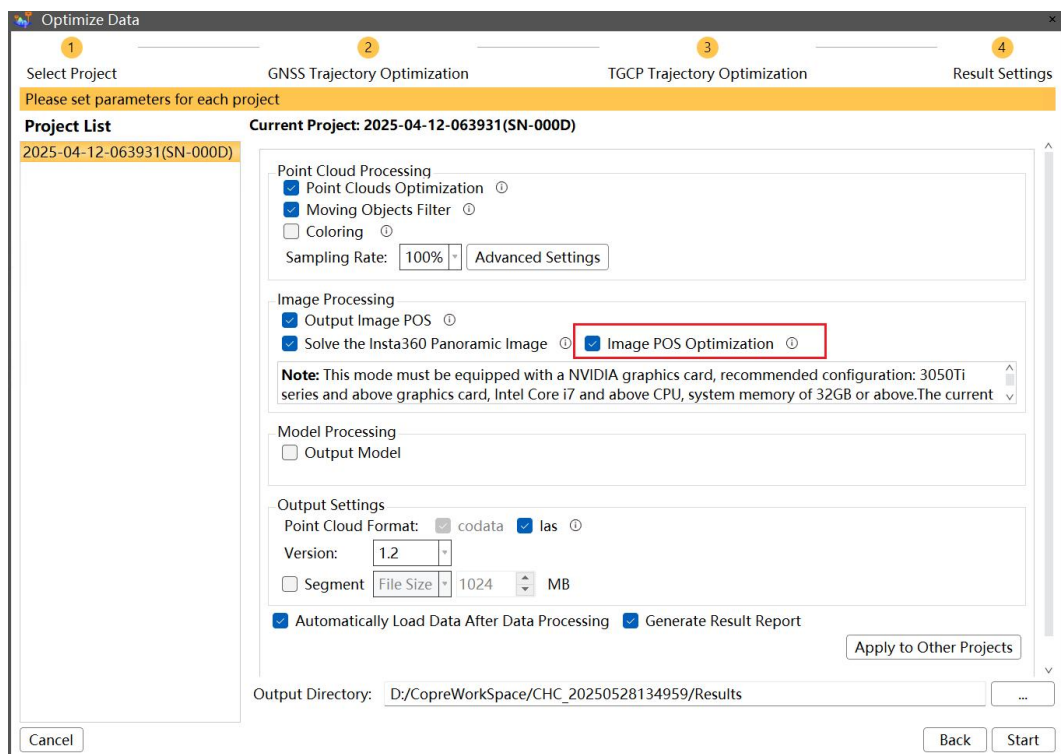 Optimize Data
1
2
3
4
Select Project
GNSS Trajectory Optimization
TGCP Trajectory Optimization
Result Settings
Please set parameters for each project
Project List
Current Project: 2025-04-12-063931(SN-000D)
2025-04-12-063931(SN-000D)
Point Cloud Processing
Point Clouds Optimization
Moving Objects Filter
Coloring
Sampling Rate: 100% Advanced Settings
Image Processing
Output Image POS
Solve the Insta360 Panoramic Image Image POS Optimization
Note: This mode must be equipped with a NVIDIA graphics card, recommended configuration: 3050Ti
series and above graphics card, Intel Core i7 and above CPU, system memory of 32GB or above.The current
Model Processing
Output Model
Output Settings
Point Cloud Format: codata las
Version: 1.2
Segment File Size 1024 MB
Automatically Load Data After Data Processing Generate Result Report
Apply to Other Projects
Output Directory: D:/CopreWorkSpace/CHC_20250528134959/Results ...
Cancel Back Start